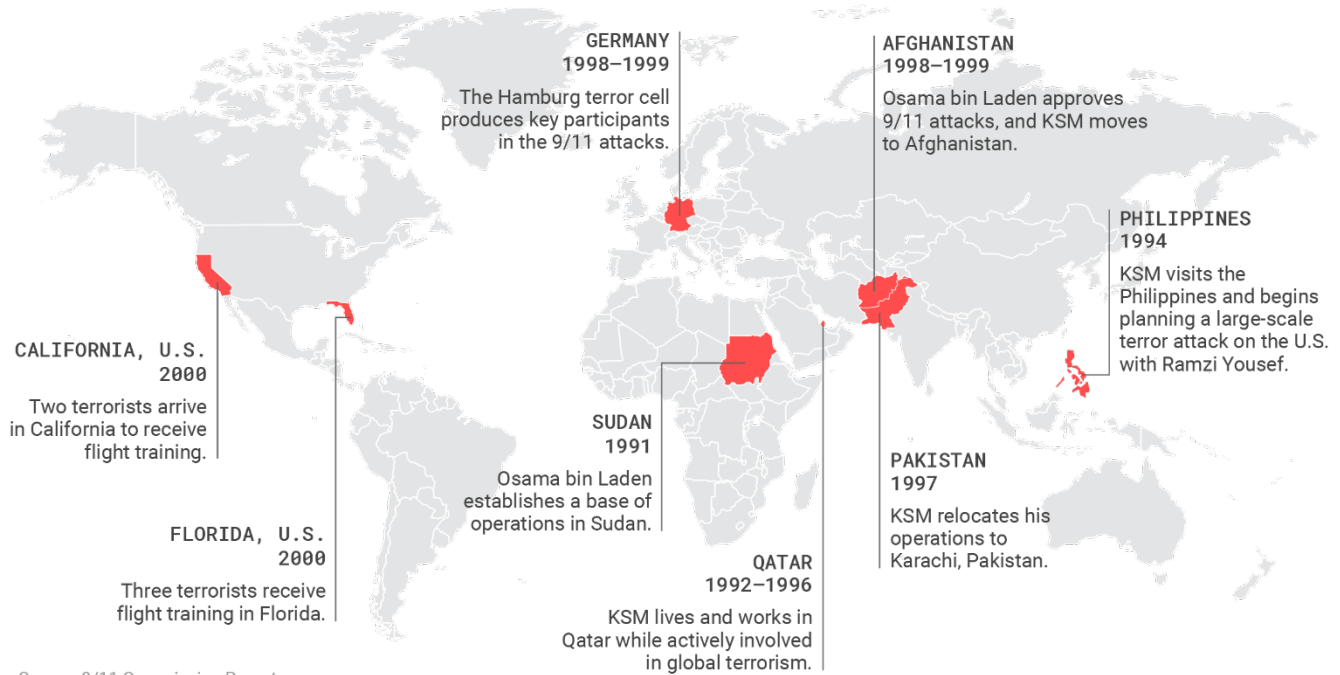 GERMANY
1998–1999
The Hamburg terror cell
produces key participants
in the 9/11 attacks.
AFGHANISTAN
1998–1999
Osama bin Laden approves
9/11 attacks, and KSM moves
to Afghanistan.
PHILIPPINES
1994
KSM visits the
Philippines and begins
planning a large-scale
terror attack on the U.S.
with Ramzi Yousef.
CALIFORNIA, U.S.
2000
Two terrorists arrive
in California to receive
flight training.
SUDAN
1991
Osama bin Laden
establishes a base of
operations in Sudan.
PAKISTAN
1997
KSM relocates his
operations to
Karachi, Pakistan.
FLORIDA, U.S.
2000
Three terrorists receive
flight training in Florida.
QATAR
1992–1996
KSM lives and works in
Qatar while actively involved
in global terrorism.